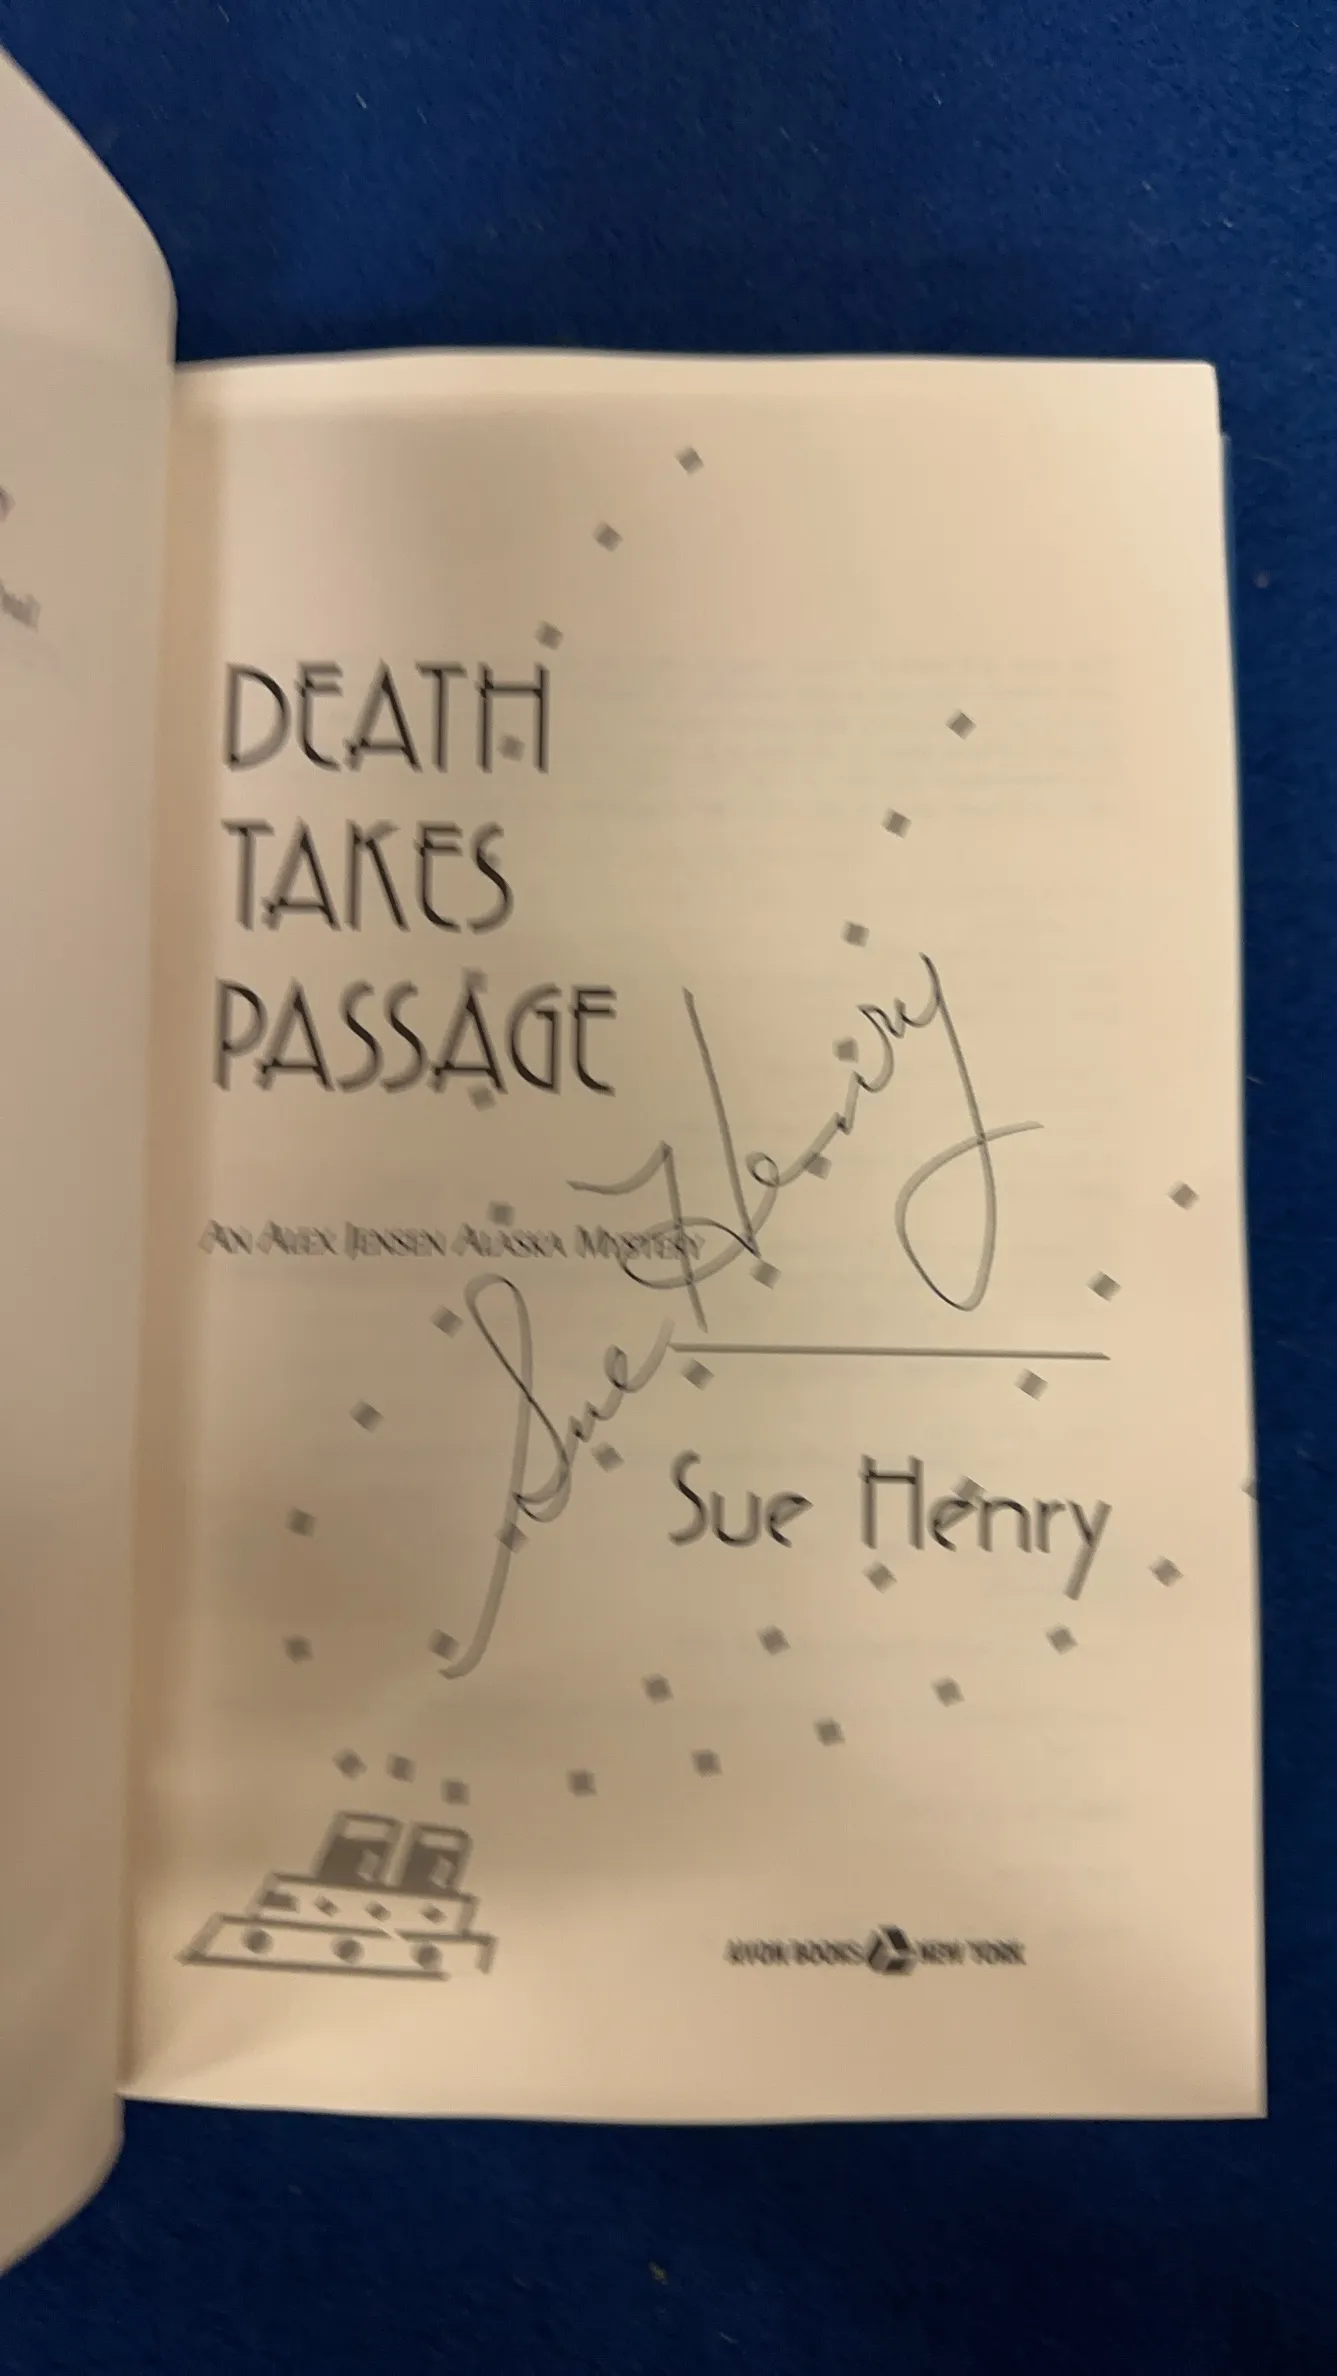 DEATH
TAKES
PASSAGE
AN ALEX JENSEN ALASKA MYSTERY
Sue Henry
Sue Henry
AVON BOOKS NEW YORK